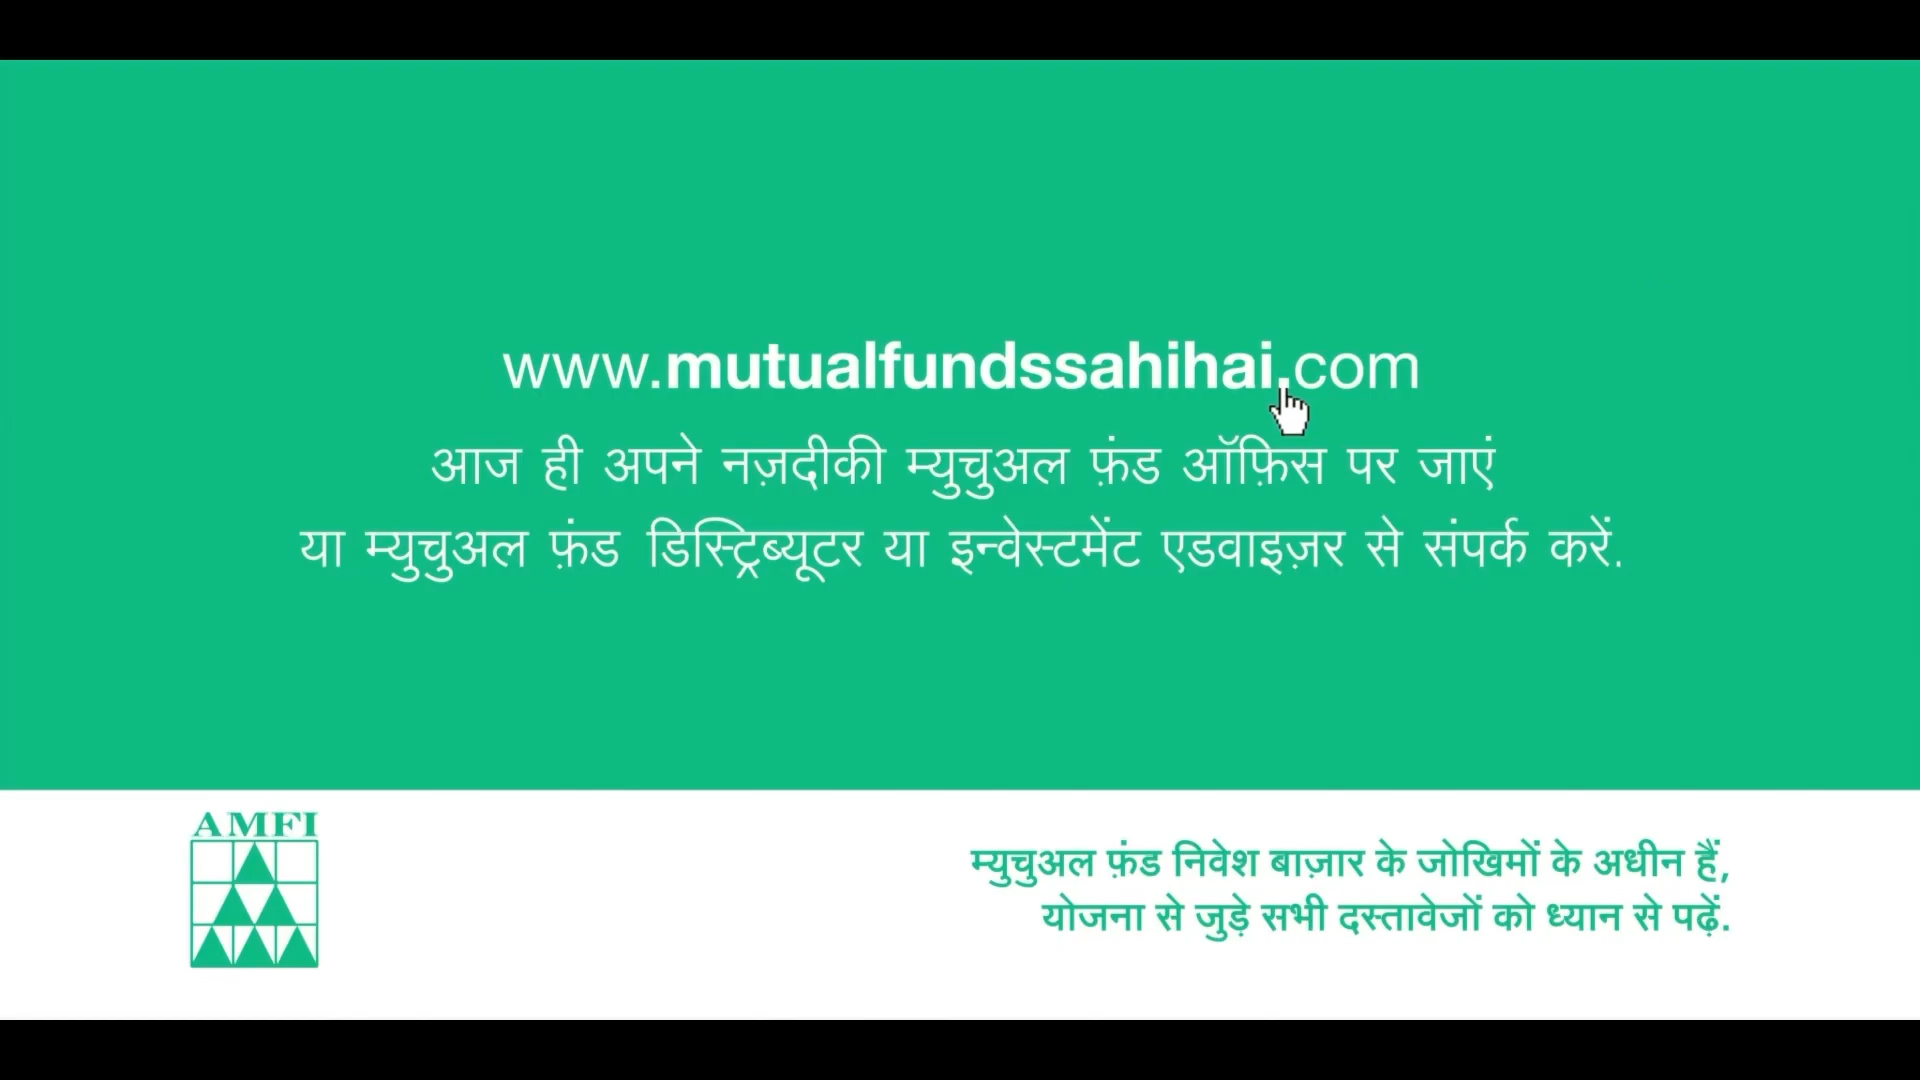 www.mutualfundssahihai.com
आज ही अपने नज़दीकी म्युचुअल फ़ंड ऑफ़िस पर जाएं
या म्युचुअल फ़ंड डिस्ट्रिब्यूटर या इन्वेस्टमेंट एडवाइज़र से संपर्क करें.
AMFI
म्युचुअल फ़ंड निवेश बाज़ार के जोखिमों के अधीन हैं,
योजना से जुड़े सभी दस्तावेजों को ध्यान से पढ़ें.